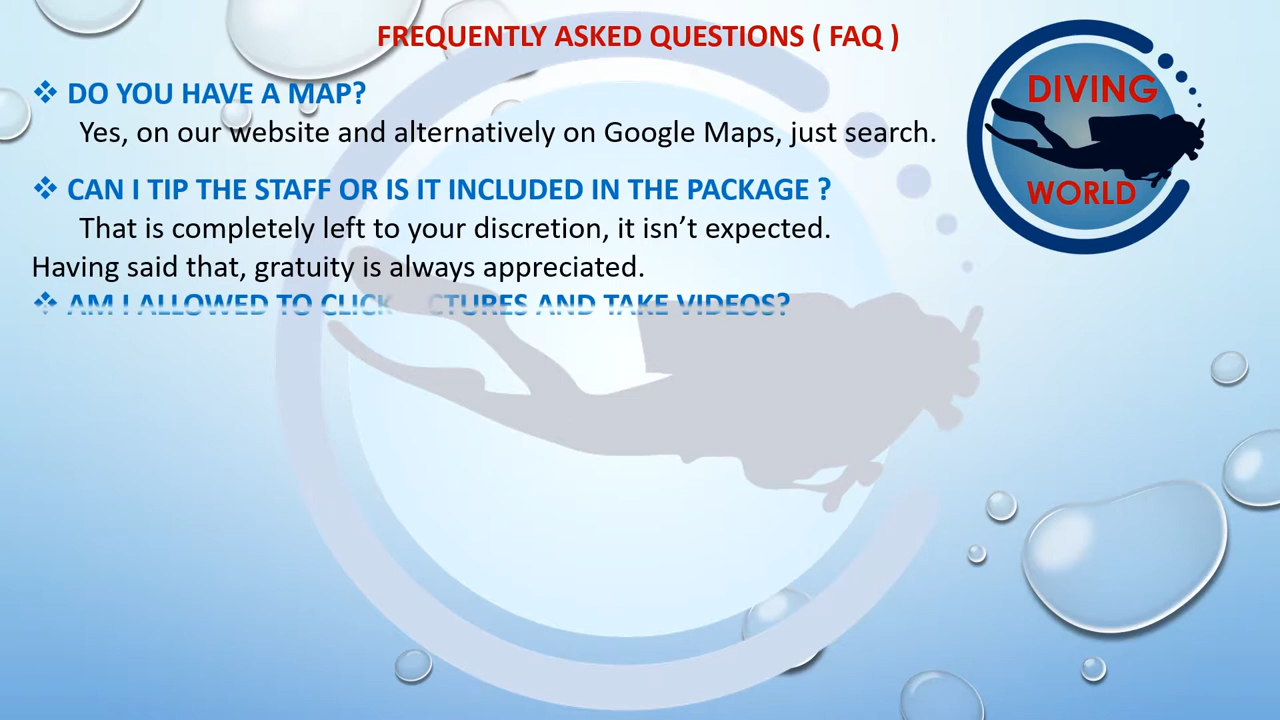 FREQUENTLY ASKED QUESTIONS ( FAQ )
❖ DO YOU HAVE A MAP?
Yes, on our website and alternatively on Google Maps, just search.
❖ CAN I TIP THE STAFF OR IS IT INCLUDED IN THE PACKAGE ?
That is completely left to your discretion, it isn’t expected.
Having said that, gratuity is always appreciated.
❖ AM I ALLOWED TO CLICK CTURES AND TAKE VIDEOS?
DIVING
WORLD